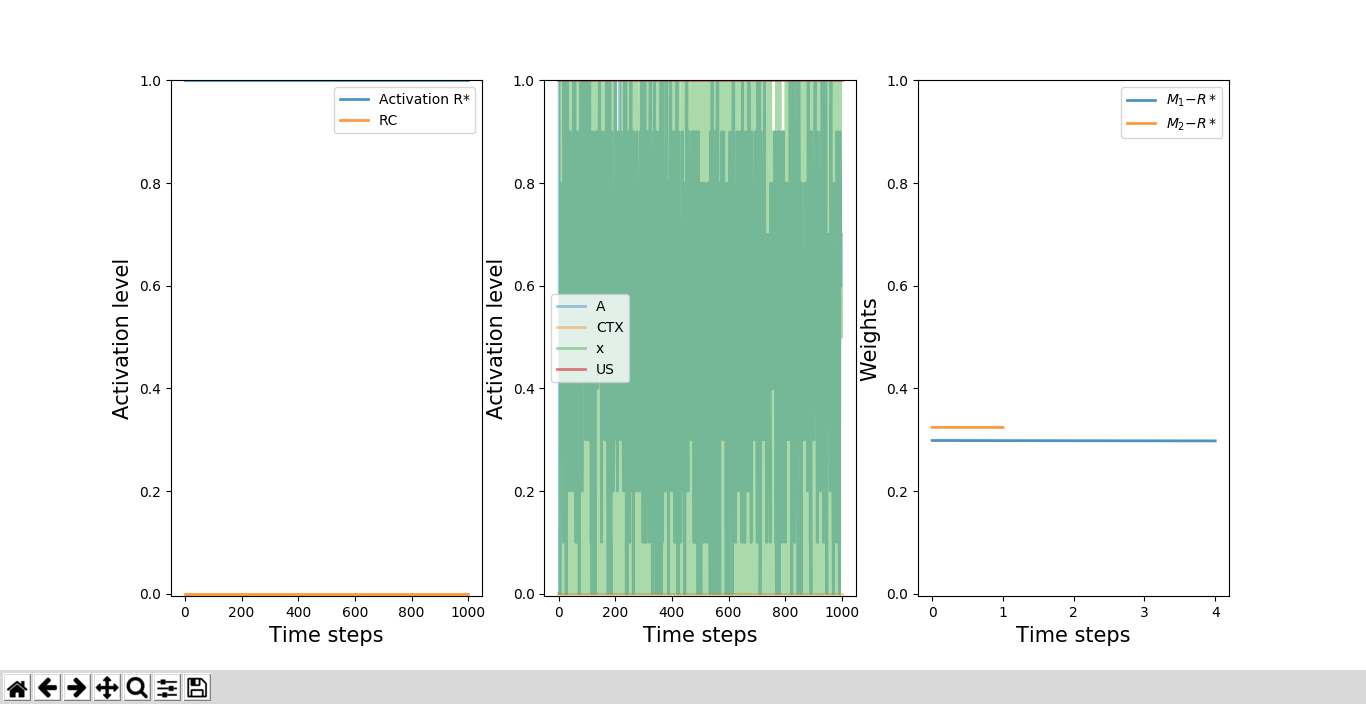 1.0
0.8
0.6
0.4
0.2
0.0
Activation level
Activation R*
RC
0 200 400 600 800 1000
Time steps
1.0
0.8
0.6
0.4
0.2
0.0
Activation level
A
CTX
x
US
0 200 400 600 800 1000
Time steps
1.0
0.8
0.6
0.4
0.2
0.0
Weights
M₁−R*
M₂−R*
0 1 2 3 4
Time steps